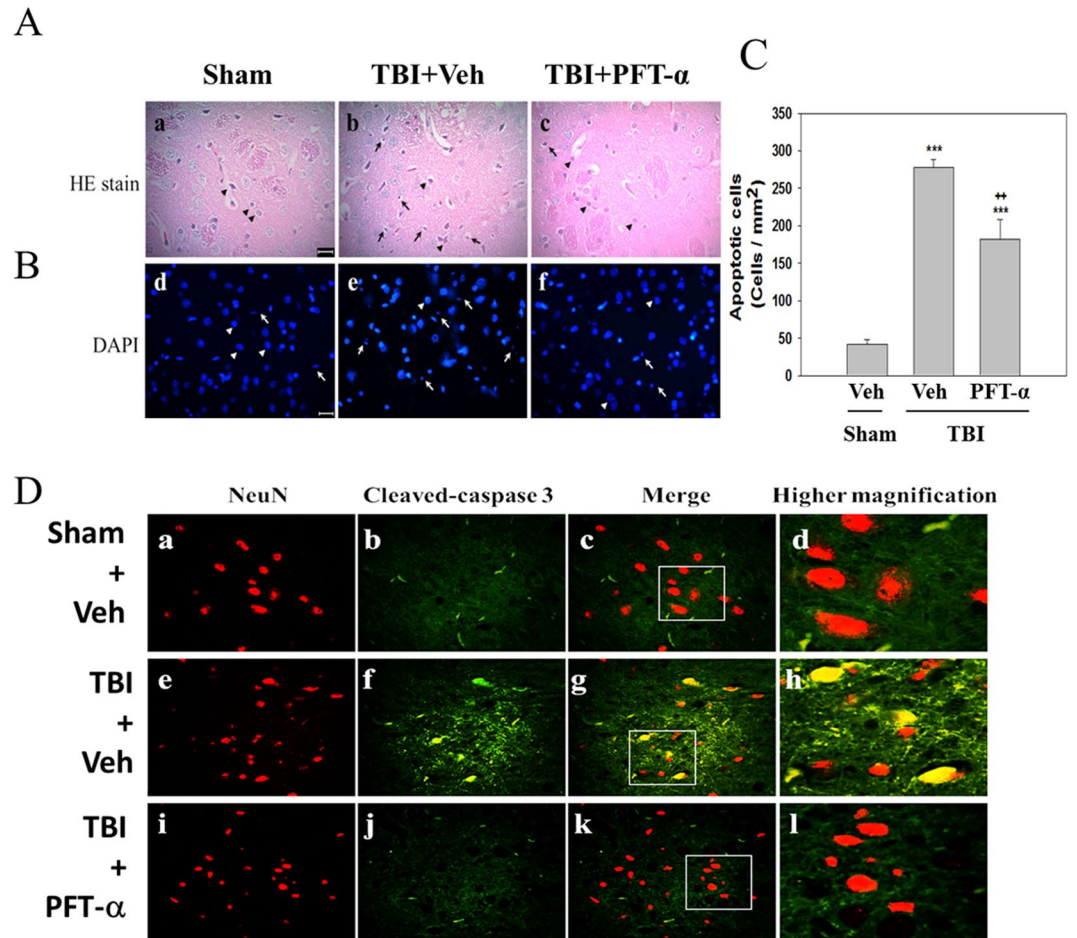 A
Sham TBI+Veh TBI+PFT-α
HE stain
a b c
B
DAPI
d e f
C
Apoptotic cells
(Cells / mm²)
350
300
250
200
150
100
50
0
***
++
***
Veh Veh PFT-α
Sham TBI
D
NeuN Cleaved-caspase 3 Merge Higher magnification
Sham
+
Veh
a b c d
TBI
+
Veh
e f g h
TBI
+
PFT-α
i j k l